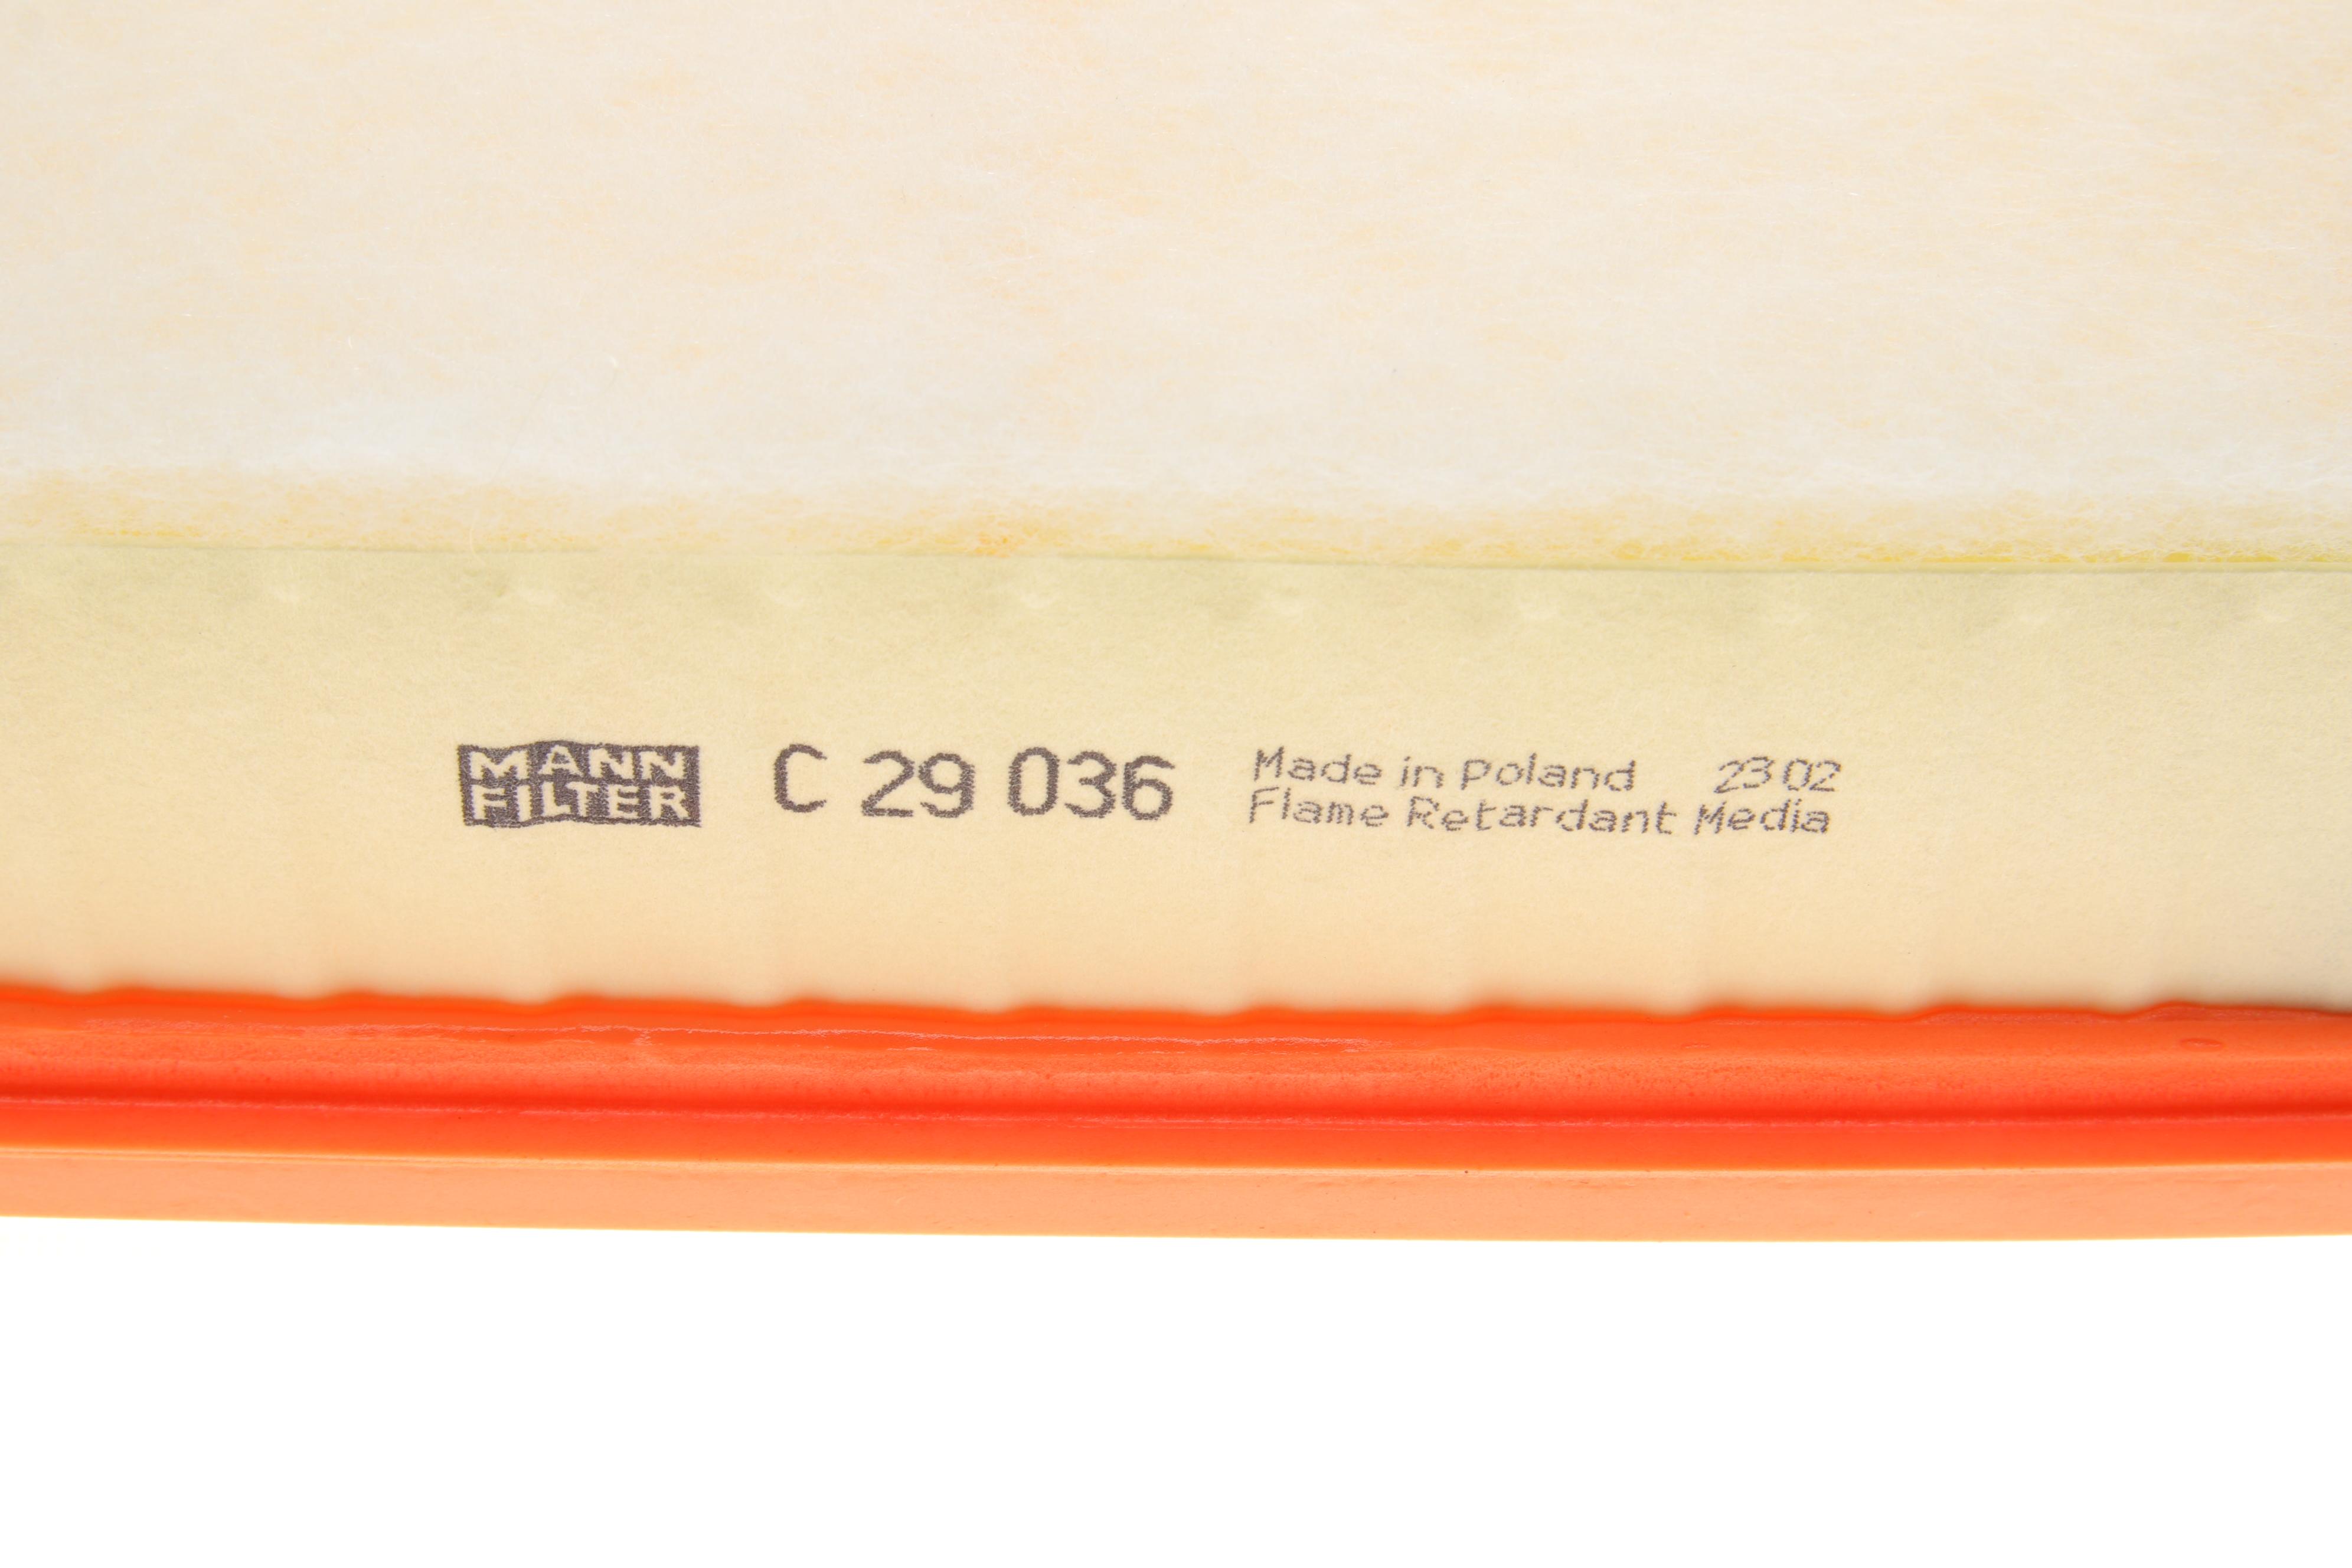 MANN
FILTER
C 29 036
Made in Poland 23 02
Flame Retardant Media